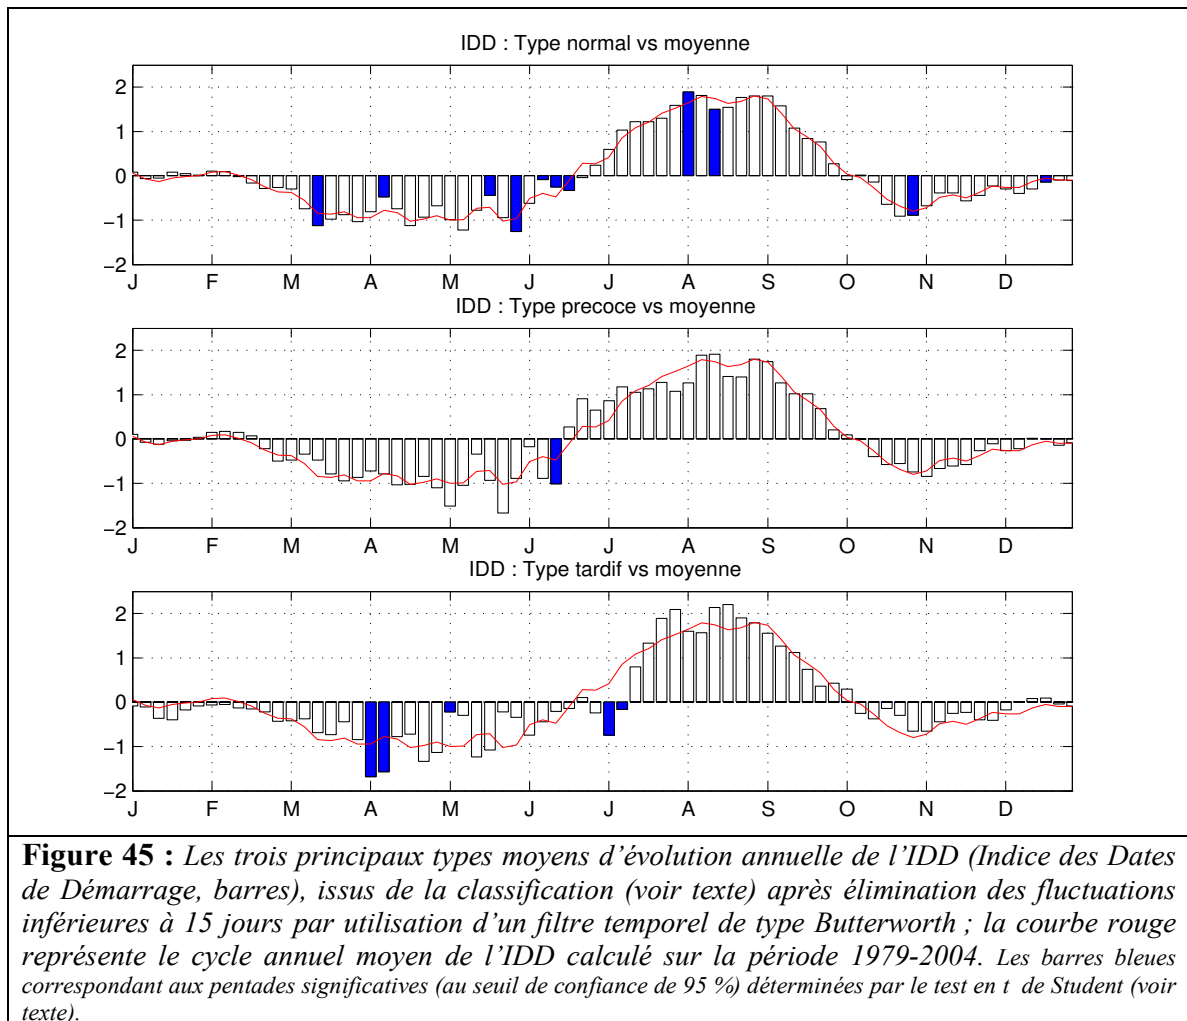 IDD : Type normal vs moyenne
2
1
0
−1
−2
J F M A M J J A S O N D
IDD : Type precoce vs moyenne
2
1
0
−1
−2
J F M A M J J A S O N D
IDD : Type tardif vs moyenne
2
1
0
−1
−2
J F M A M J J A S O N D
Figure 45 : Les trois principaux types moyens d’évolution annuelle de l’IDD (Indice des Dates
de Démarrage, barres), issus de la classification (voir texte) après élimination des fluctuations
inférieures à 15 jours par utilisation d’un filtre temporel de type Butterworth ; la courbe rouge
représente le cycle annuel moyen de l’IDD calculé sur la période 1979-2004. Les barres bleues
correspondant aux pentades significatives (au seuil de confiance de 95 %) déterminées par le test en t de Student (voir
texte).